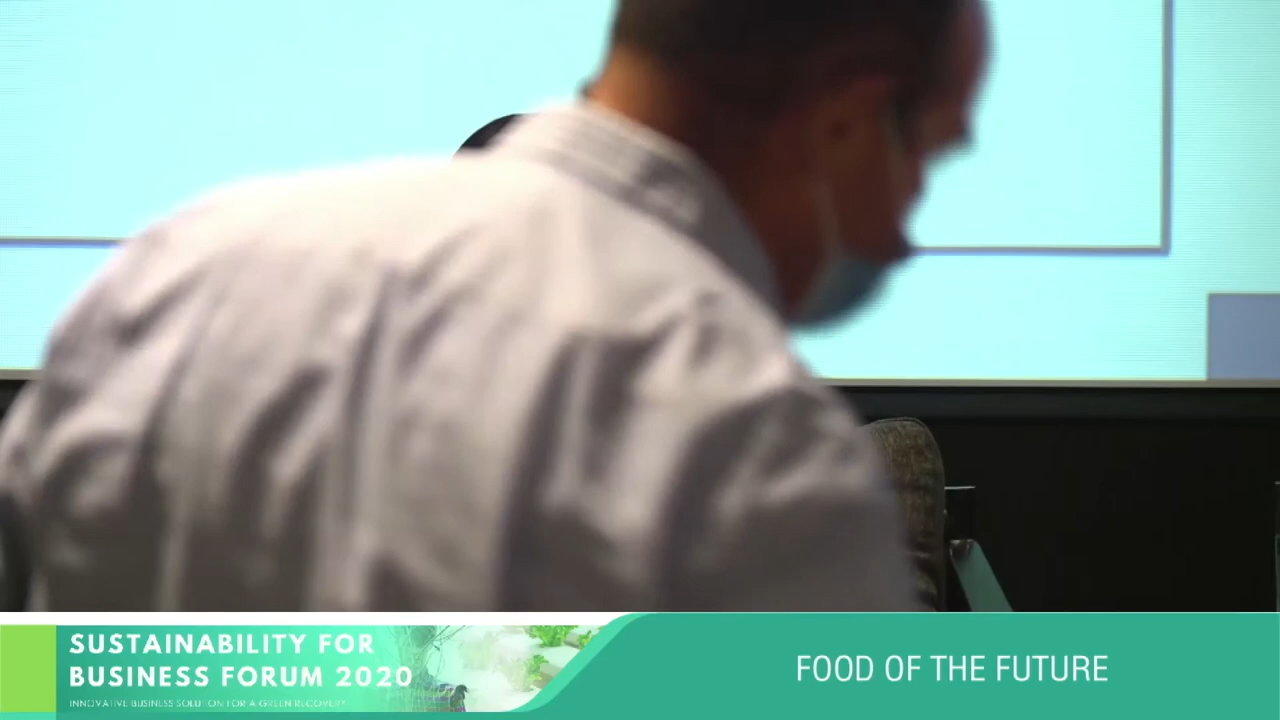 SUSTAINABILITY FOR
BUSINESS FORUM 2020
INNOVATIVE BUSINESS SOLUTION FOR A GREEN RECOVERY
FOOD OF THE FUTURE